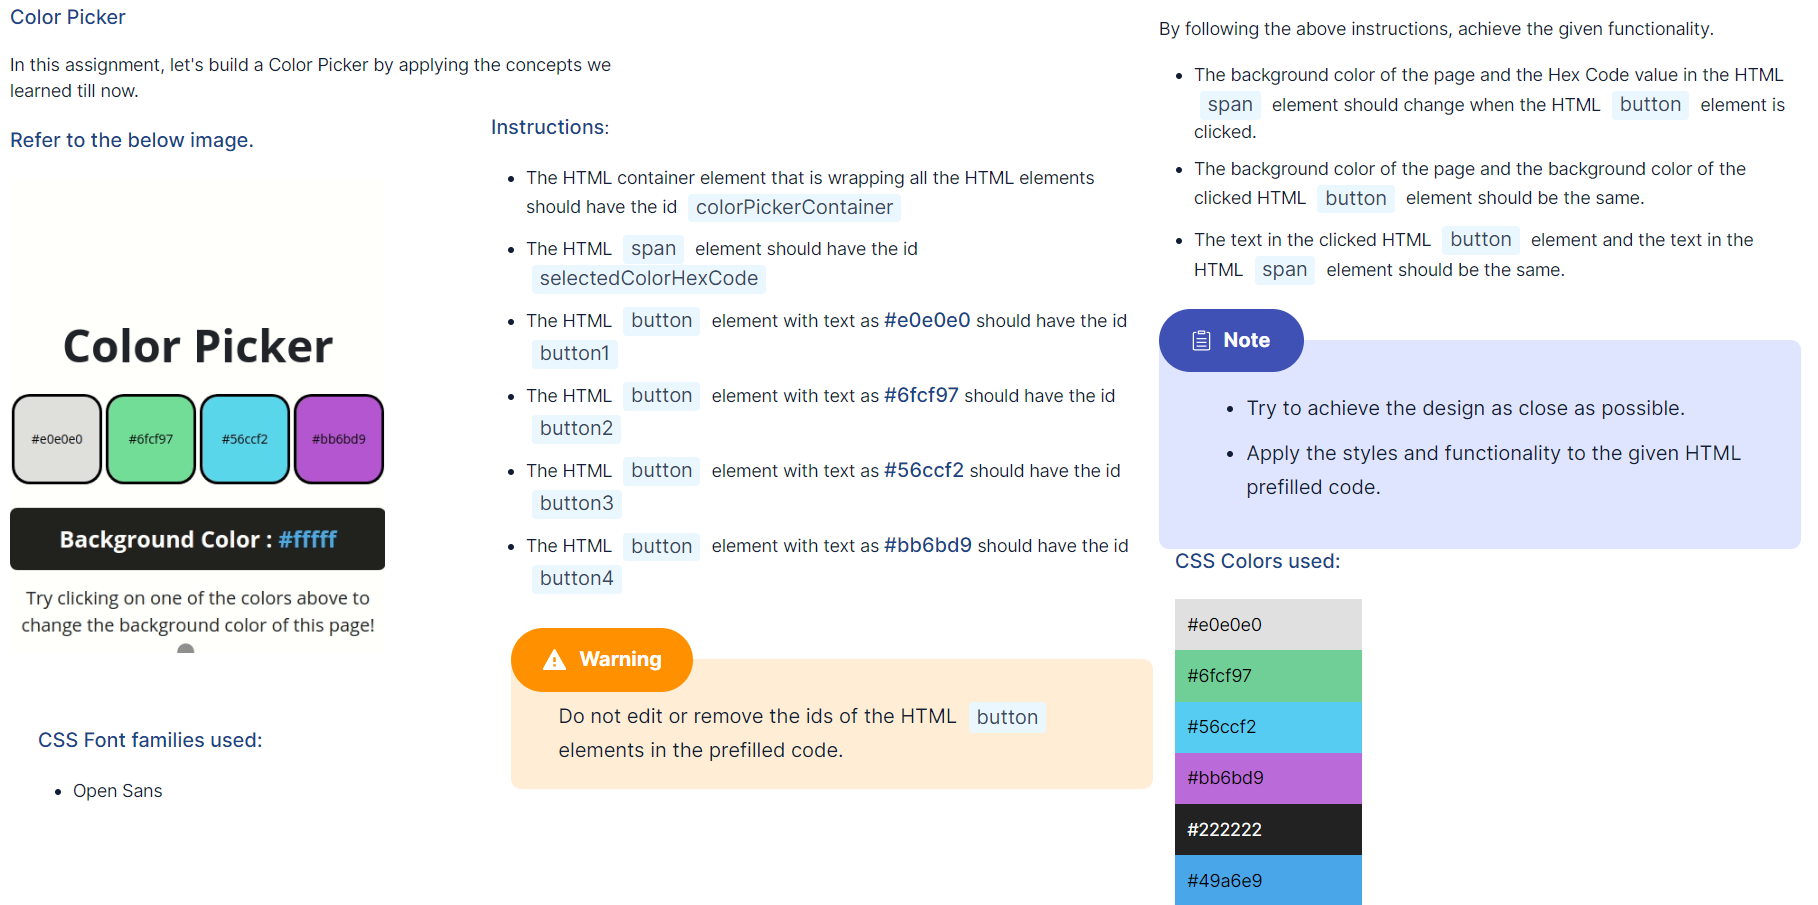 Color Picker
In this assignment, let's build a Color Picker by applying the concepts we
learned till now.
Refer to the below image.
Color Picker
#e0e0e0 #6fcf97 #56ccf2 #bb6bd9
Background Color : #fffff
Try clicking on one of the colors above to
change the background color of this page!
CSS Font families used:
• Open Sans
Instructions:
• The HTML container element that is wrapping all the HTML elements
should have the id colorPickerContainer
• The HTML span element should have the id
selectedColorHexCode
• The HTML button element with text as #e0e0e0 should have the id
button1
• The HTML button element with text as #6fcf97 should have the id
button2
• The HTML button element with text as #56ccf2 should have the id
button3
• The HTML button element with text as #bb6bd9 should have the id
button4
Warning
Do not edit or remove the ids of the HTML button
elements in the prefilled code.
By following the above instructions, achieve the given functionality.
• The background color of the page and the Hex Code value in the HTML
span element should change when the HTML button element is
clicked.
• The background color of the page and the background color of the
clicked HTML button element should be the same.
• The text in the clicked HTML button element and the text in the
HTML span element should be the same.
Note
• Try to achieve the design as close as possible.
• Apply the styles and functionality to the given HTML
prefilled code.
CSS Colors used:
#e0e0e0
#6fcf97
#56ccf2
#bb6bd9
#222222
#49a6e9